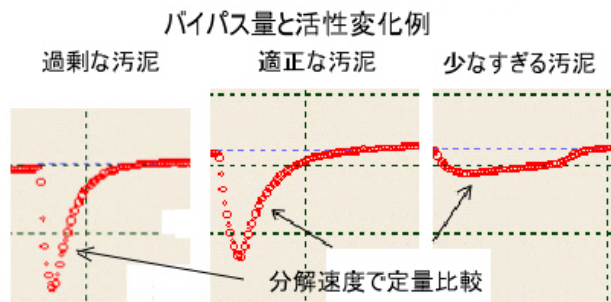 バイパス量と活性変化例
過剰な汚泥
適正な汚泥
少なすぎる汚泥
分解速度で定量比較